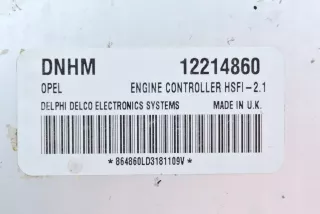 DNHM 12214860
OPEL ENGINE CONTROLLER HSFI-2.1
DELPHI DELCO ELECTRONICS SYSTEMS MADE IN U.K.
*864860LD3181109V*